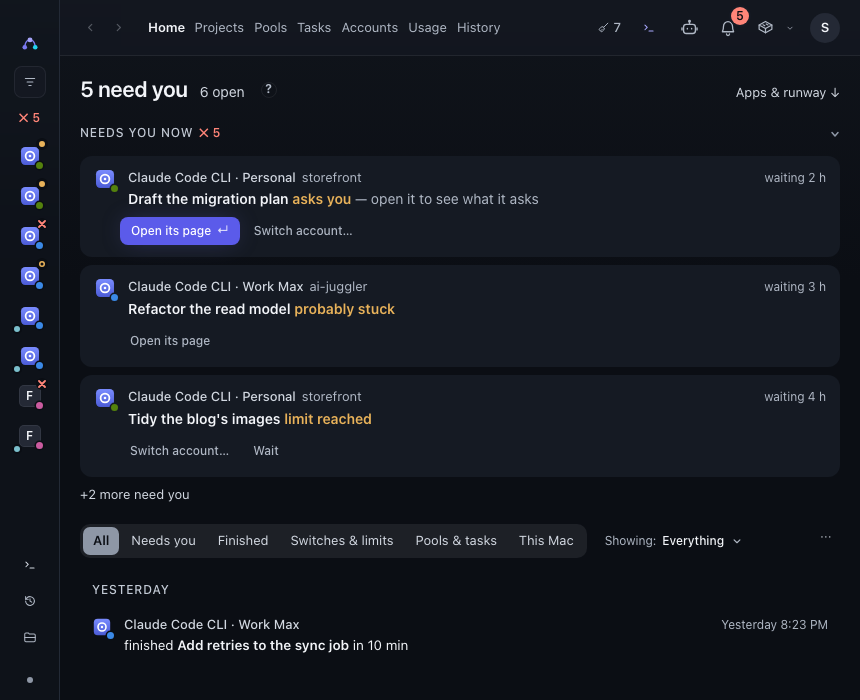 Home Projects Pools Tasks Accounts Usage History 7 5 S
5 need you 6 open ? Apps & runway ↓
NEEDS YOU NOW 5
5
Claude Code CLI · Personal storefront waiting 2 h
Draft the migration plan asks you — open it to see what it asks
Open its page ↵ Switch account...
Claude Code CLI · Work Max ai-juggler waiting 3 h
Refactor the read model probably stuck
Open its page
Claude Code CLI · Personal storefront waiting 4 h
Tidy the blog's images limit reached
Switch account... Wait
F
F
+2 more need you
All Needs you Finished Switches & limits Pools & tasks This Mac Showing: Everything ...
YESTERDAY
Claude Code CLI · Work Max Yesterday 8:23 PM
finished Add retries to the sync job in 10 min